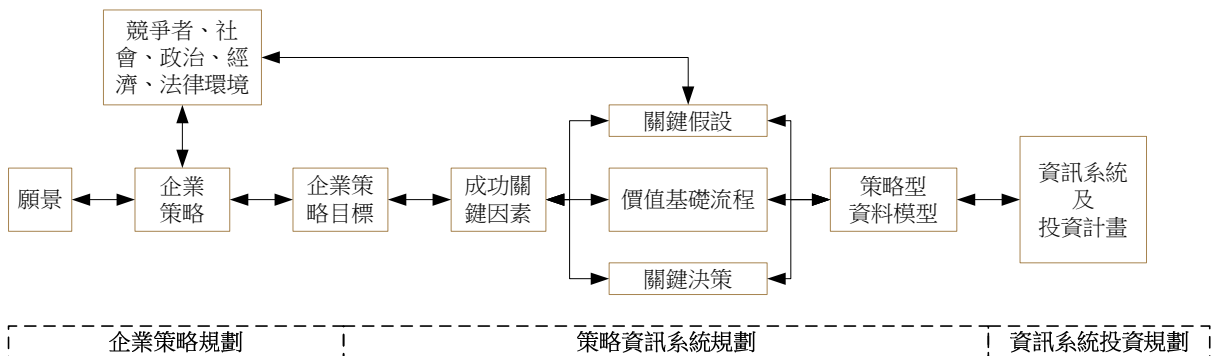 競爭者、社
會、政治、經
濟、法律環境
關鍵假設
願景
企業
策略
企業策
略目標
成功關
鍵因素
價值基礎流程
策略型
資料模型
資訊系統
及
投資計畫
關鍵決策
企業策略規劃
策略資訊系統規劃
資訊系統投資規劃